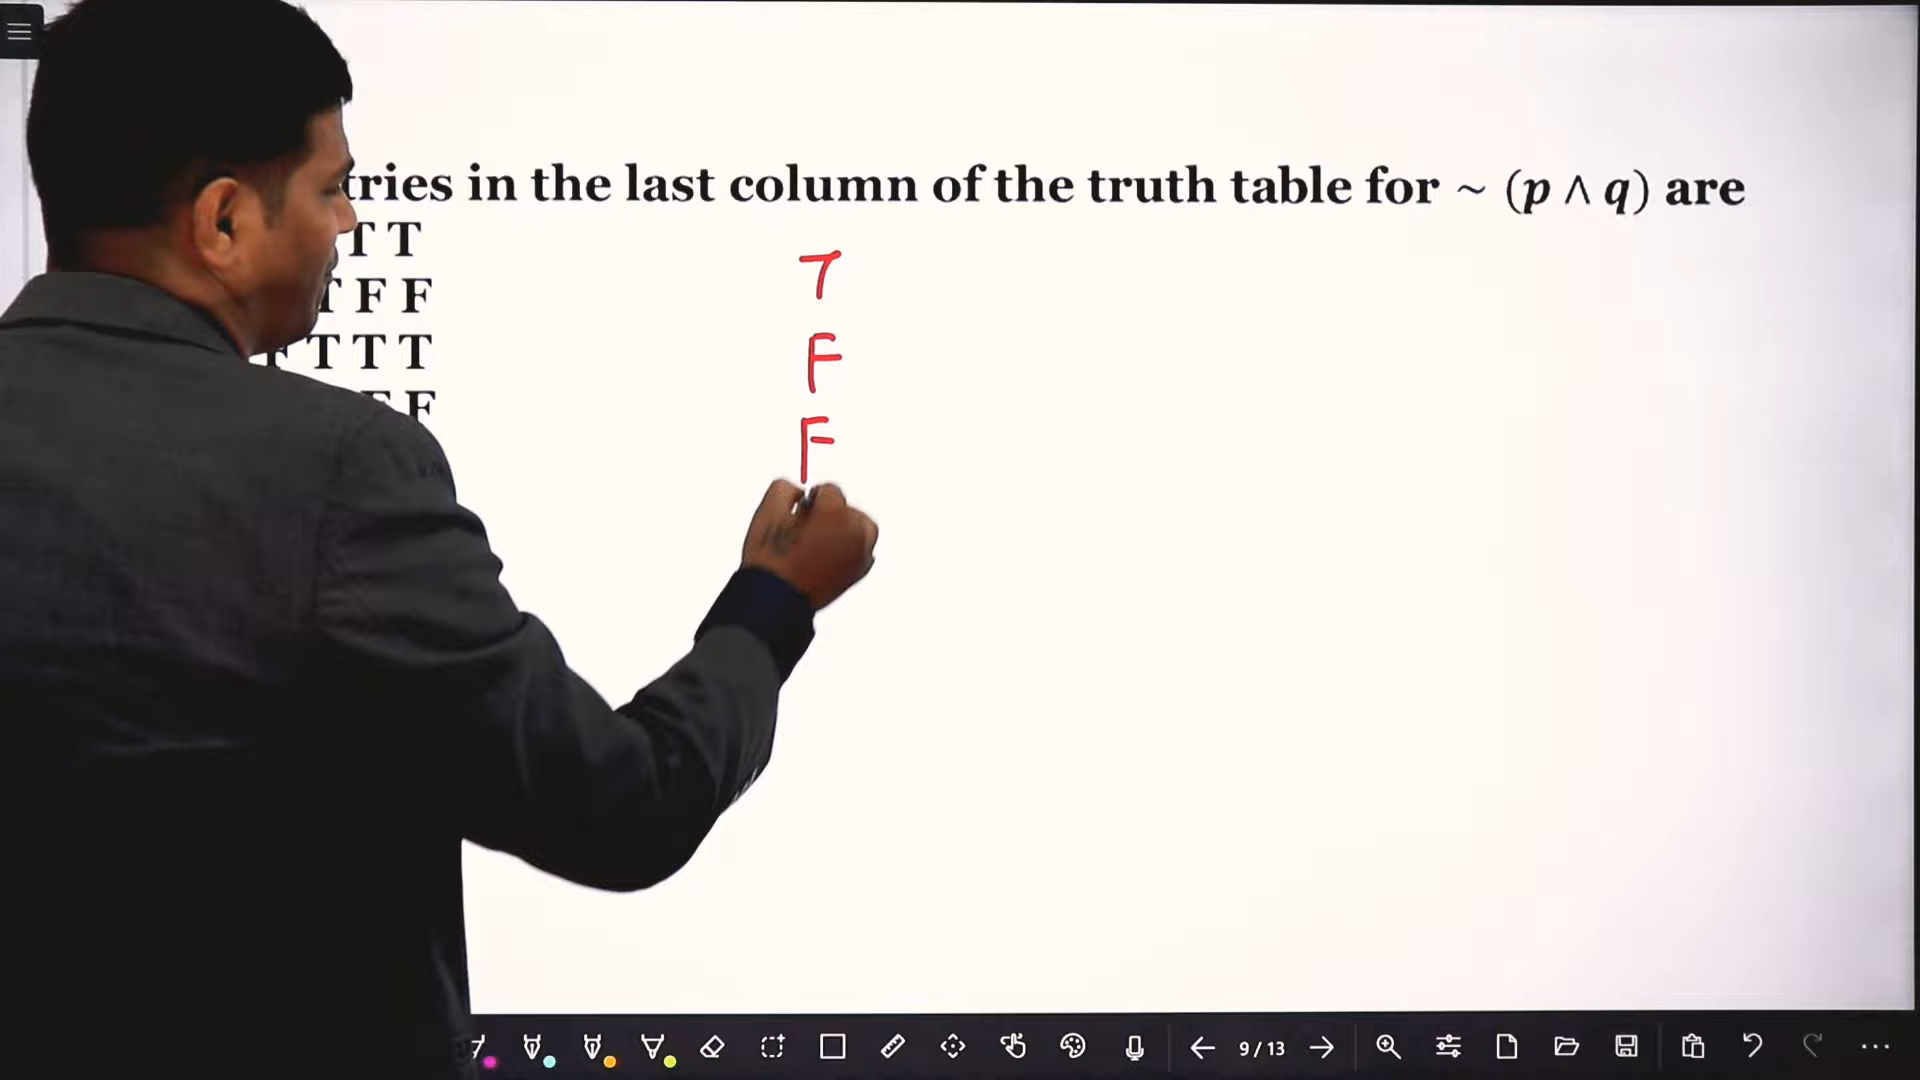 tries in the last column of the truth table for ~ (p ∧ q) are
T T
T F F
F T T T
F F
T
F
F
9 / 13